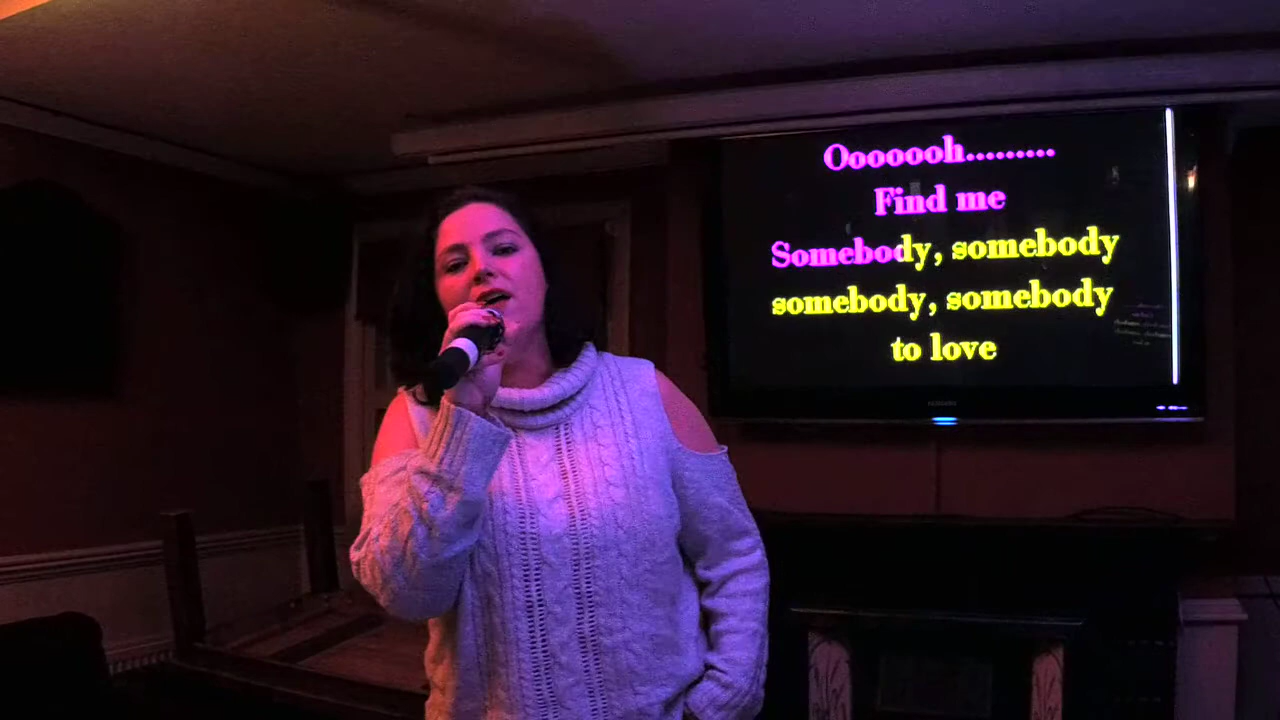 Ooooooh.........
Find me
Somebody, somebody
somebody, somebody
to love